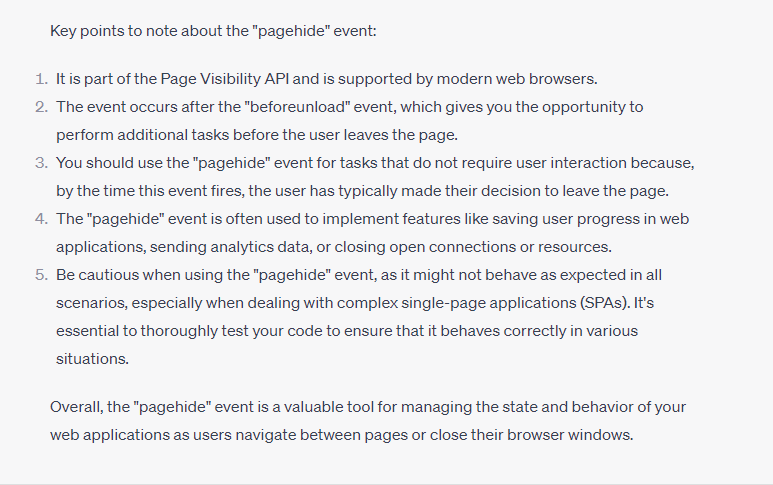 Key points to note about the "pagehide" event:
1. It is part of the Page Visibility API and is supported by modern web browsers.
2. The event occurs after the "beforeunload" event, which gives you the opportunity to
perform additional tasks before the user leaves the page.
3. You should use the "pagehide" event for tasks that do not require user interaction because,
by the time this event fires, the user has typically made their decision to leave the page.
4. The "pagehide" event is often used to implement features like saving user progress in web
applications, sending analytics data, or closing open connections or resources.
5. Be cautious when using the "pagehide" event, as it might not behave as expected in all
scenarios, especially when dealing with complex single-page applications (SPAs). It's
essential to thoroughly test your code to ensure that it behaves correctly in various
situations.
Overall, the "pagehide" event is a valuable tool for managing the state and behavior of your
web applications as users navigate between pages or close their browser windows.